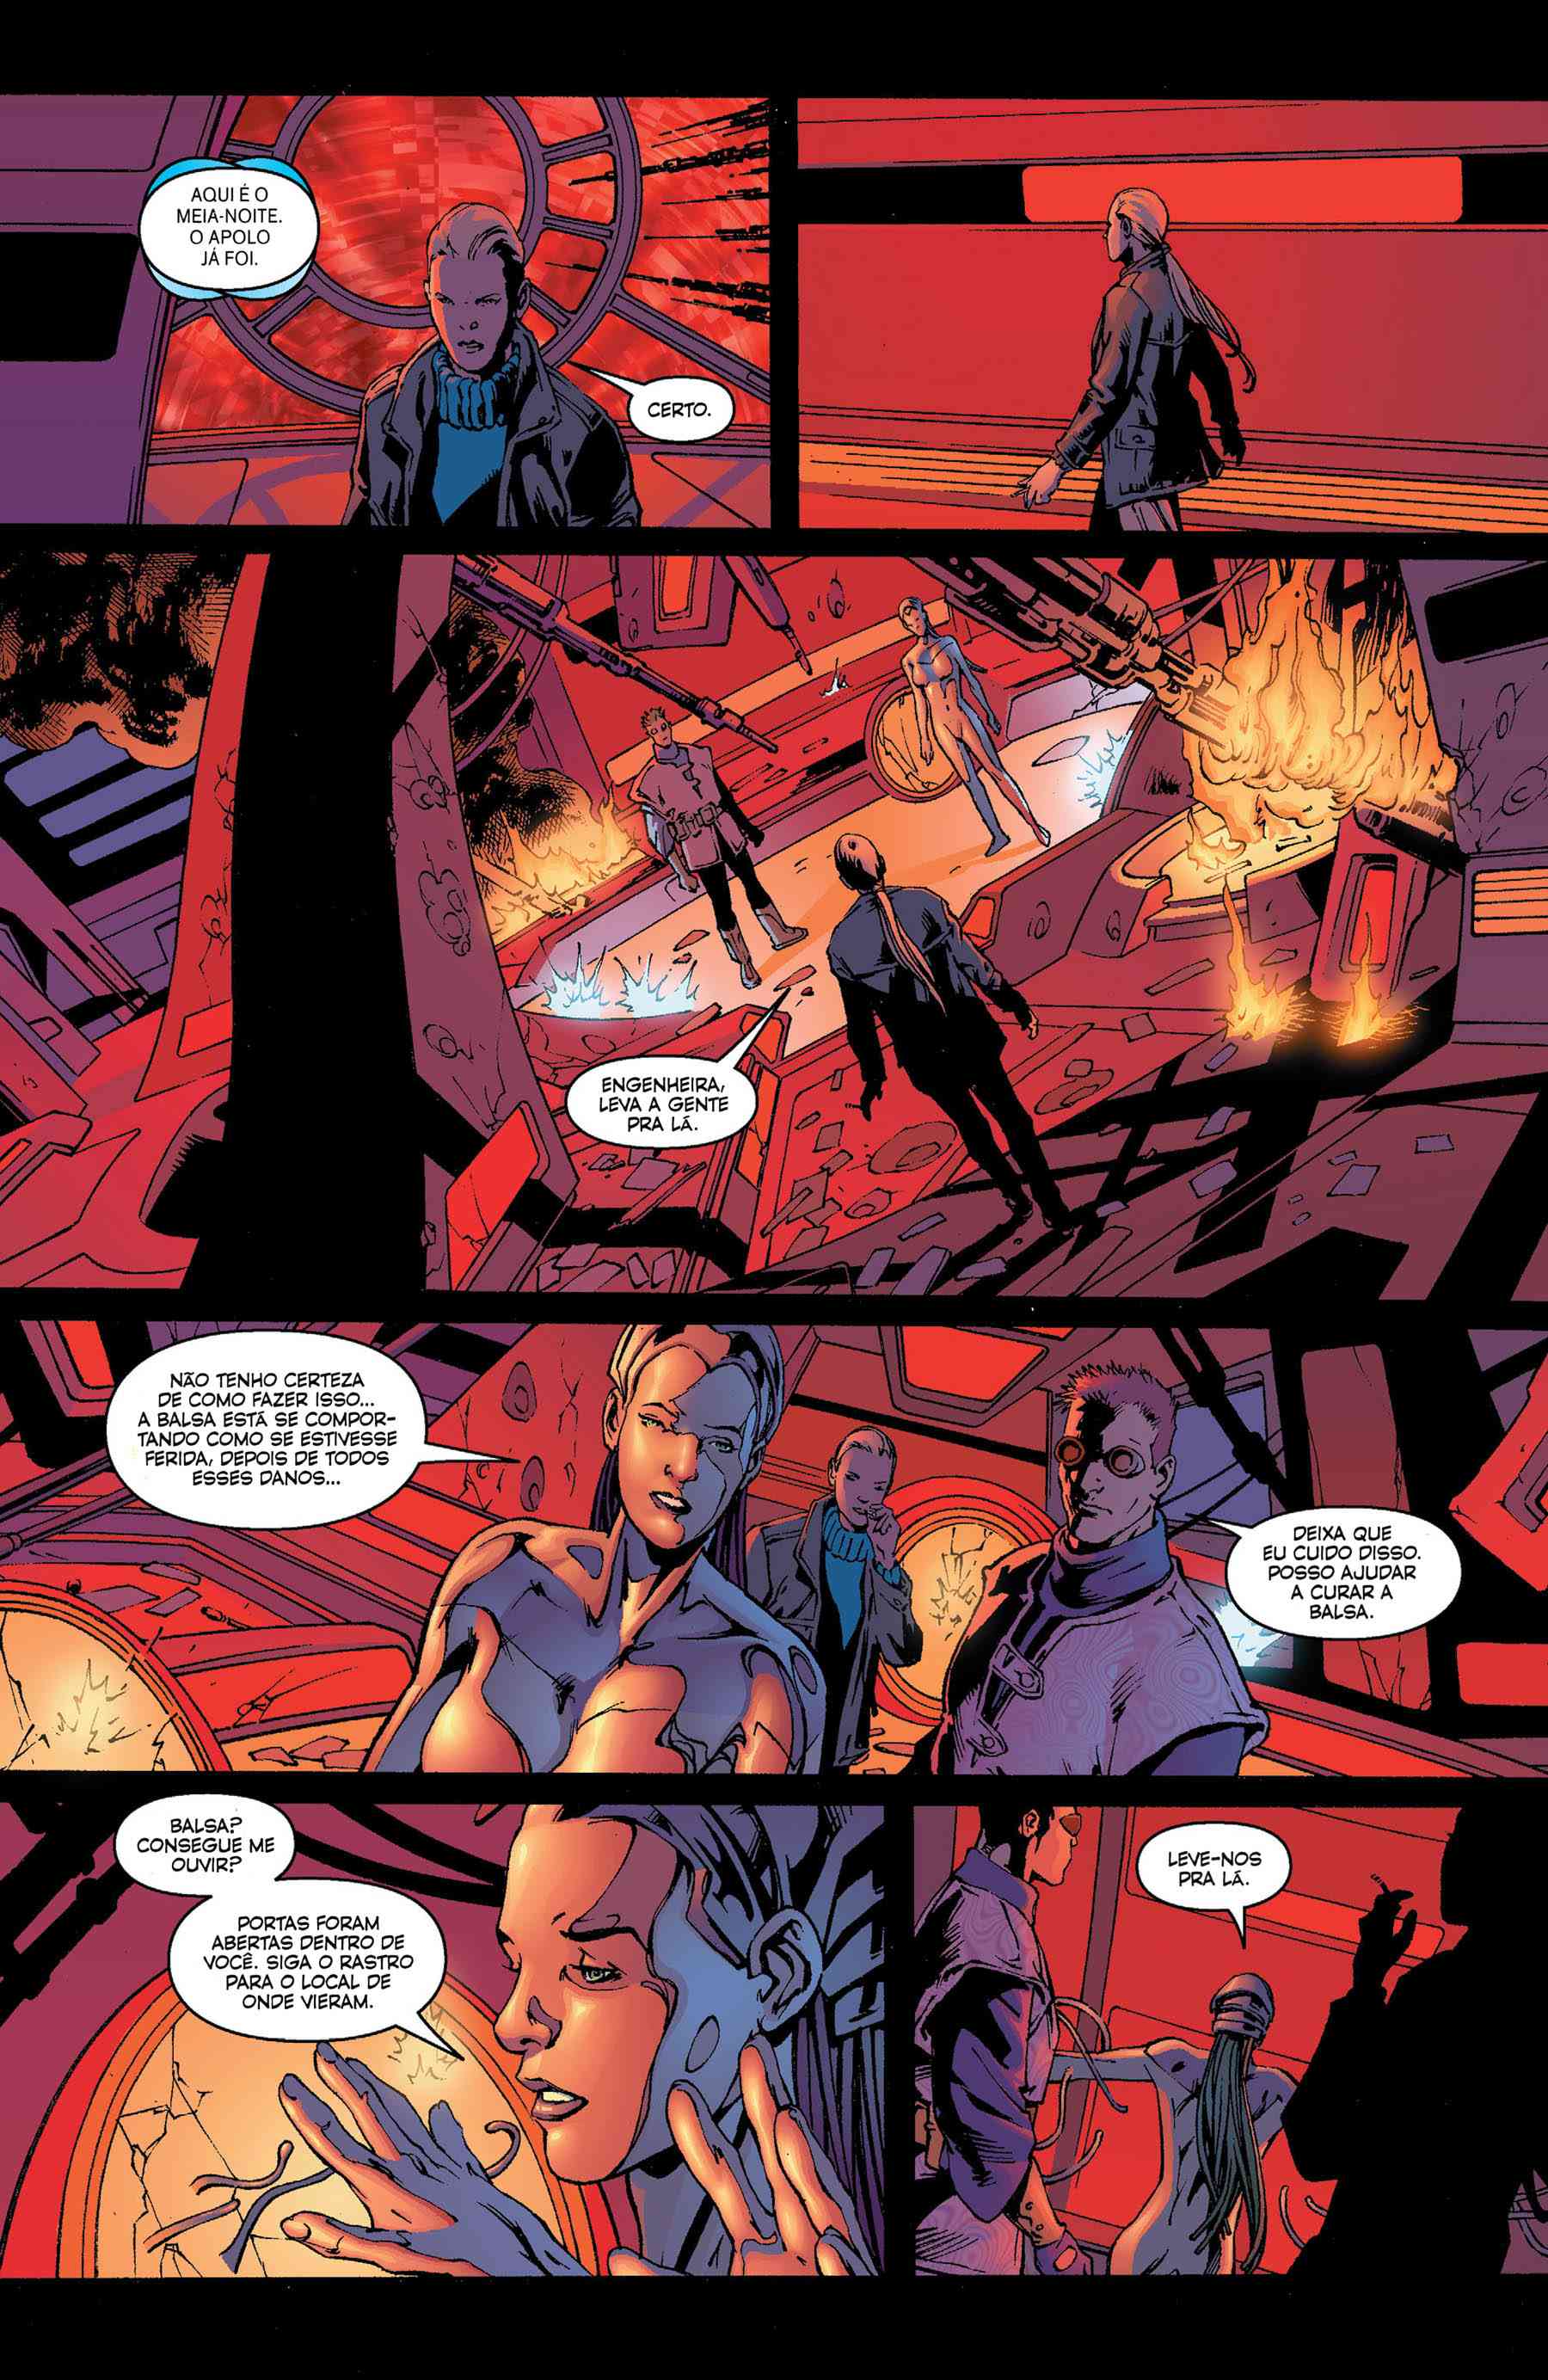 AQUI É O
MEIA-NOITE.
O APOLO
JÁ FOI.
CERTO.
ENGENHEIRA,
LEVA A GENTE
PRA LÁ.
NÃO TENHO CERTEZA
DE COMO FAZER ISSO...
A BALSA ESTÁ SE COMPOR-
TANDO COMO SE ESTIVESSE
FERIDA, DEPOIS DE TODOS
ESSES DANOS...
DEIXA QUE
EU CUIDO DISSO.
POSSO AJUDAR
A CURAR A
BALSA.
BALSA?
CONSEGUE ME
OUVIR?
PORTAS FORAM
ABERTAS DENTRO DE
VOCÊ. SIGA O RASTRO
PARA O LOCAL DE
ONDE VIERAM.
LEVE-NOS
PRA LÁ.